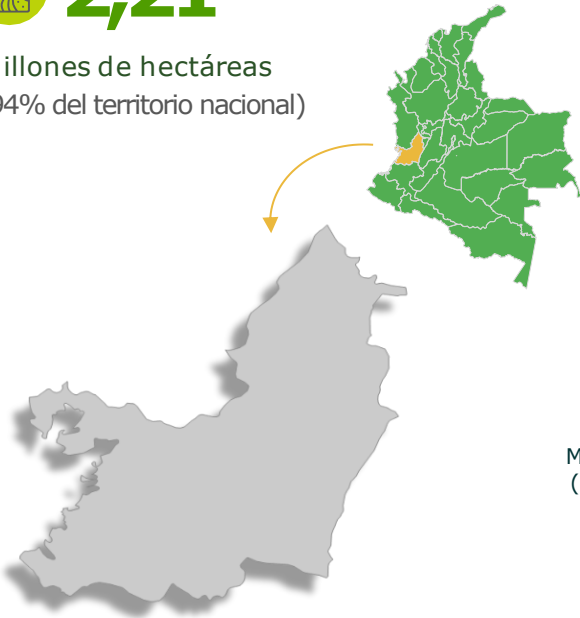 2,21
illones de hectáreas
94% del territorio nacional)
M
(